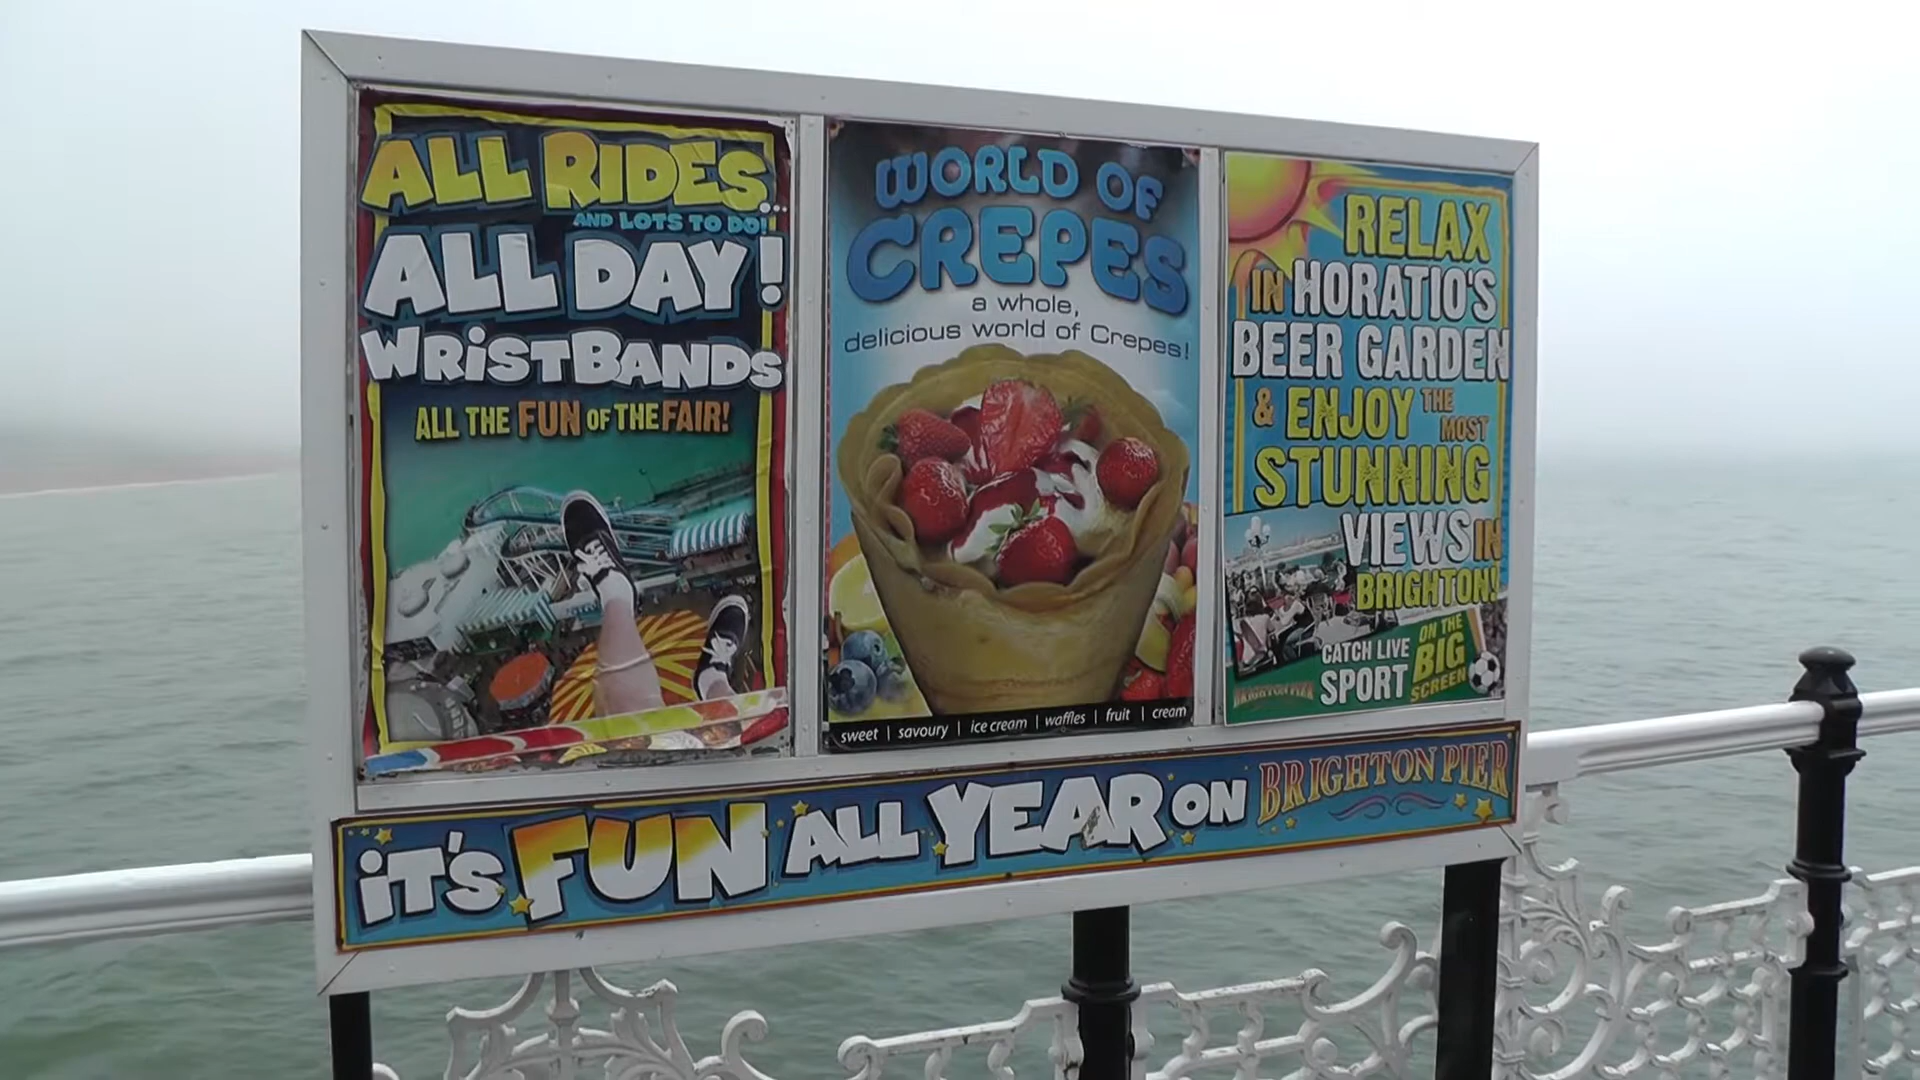 ALL RIDES...
AND LOTS TO DO!
ALL DAY!
WRiSTBANDS
ALL THE FUN OF THE FAIR!
WORLD OF
CREPES
a whole,
delicious world of Crepes!
sweet | savoury | ice cream | waffles | fruit | cream
RELAX
IN HORATIO'S
BEER GARDEN
& ENJOY THE
MOST
STUNNING
VIEWS IN
BRIGHTON!
CATCH LIVE
SPORT
ON THE
BIG
SCREEN
BRIGHTON PIER
iT'S FUN ALL YEAR ON BRIGHTON PIER